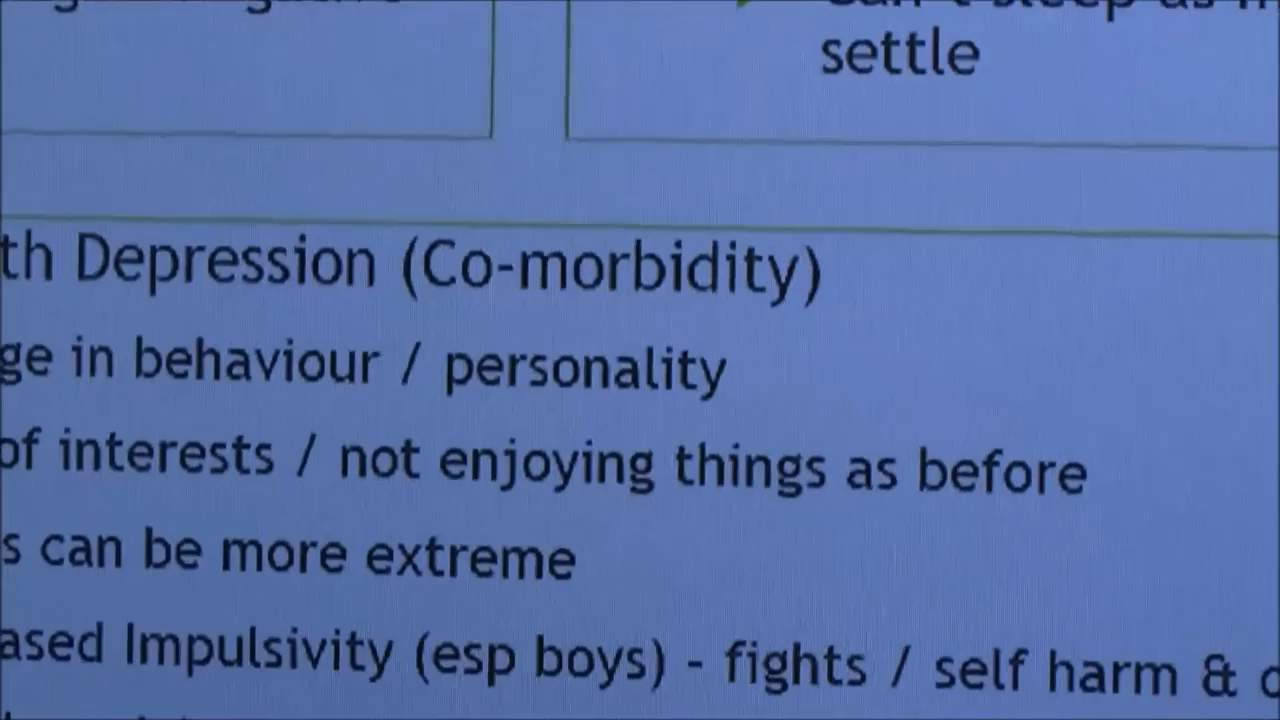 settle
th Depression (Co-morbidity)
ge in behaviour / personality
of interests / not enjoying things as before
s can be more extreme
ased Impulsivity (esp boys) - fights / self harm &